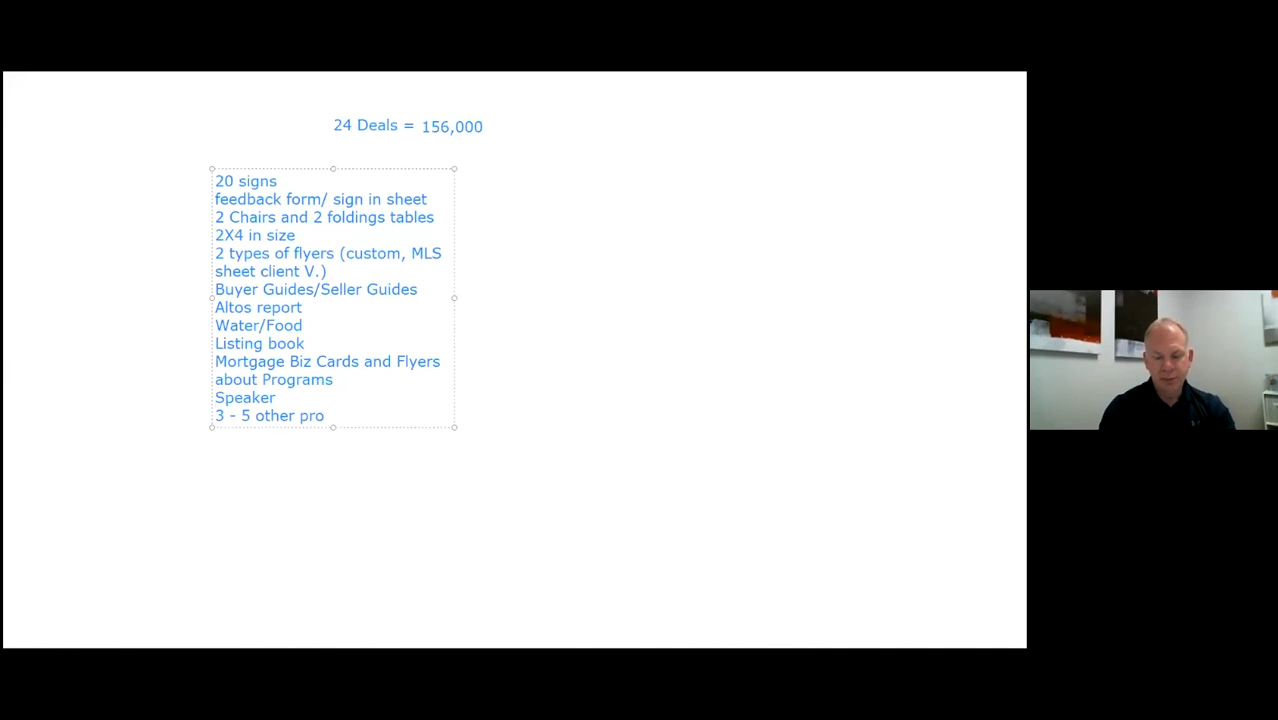 24 Deals = 156,000
20 signs
feedback form/ sign in sheet
2 Chairs and 2 foldings tables
2X4 in size
2 types of flyers (custom, MLS
sheet client V.)
Buyer Guides/Seller Guides
Altos report
Water/Food
Listing book
Mortgage Biz Cards and Flyers
about Programs
Speaker
3 - 5 other pro